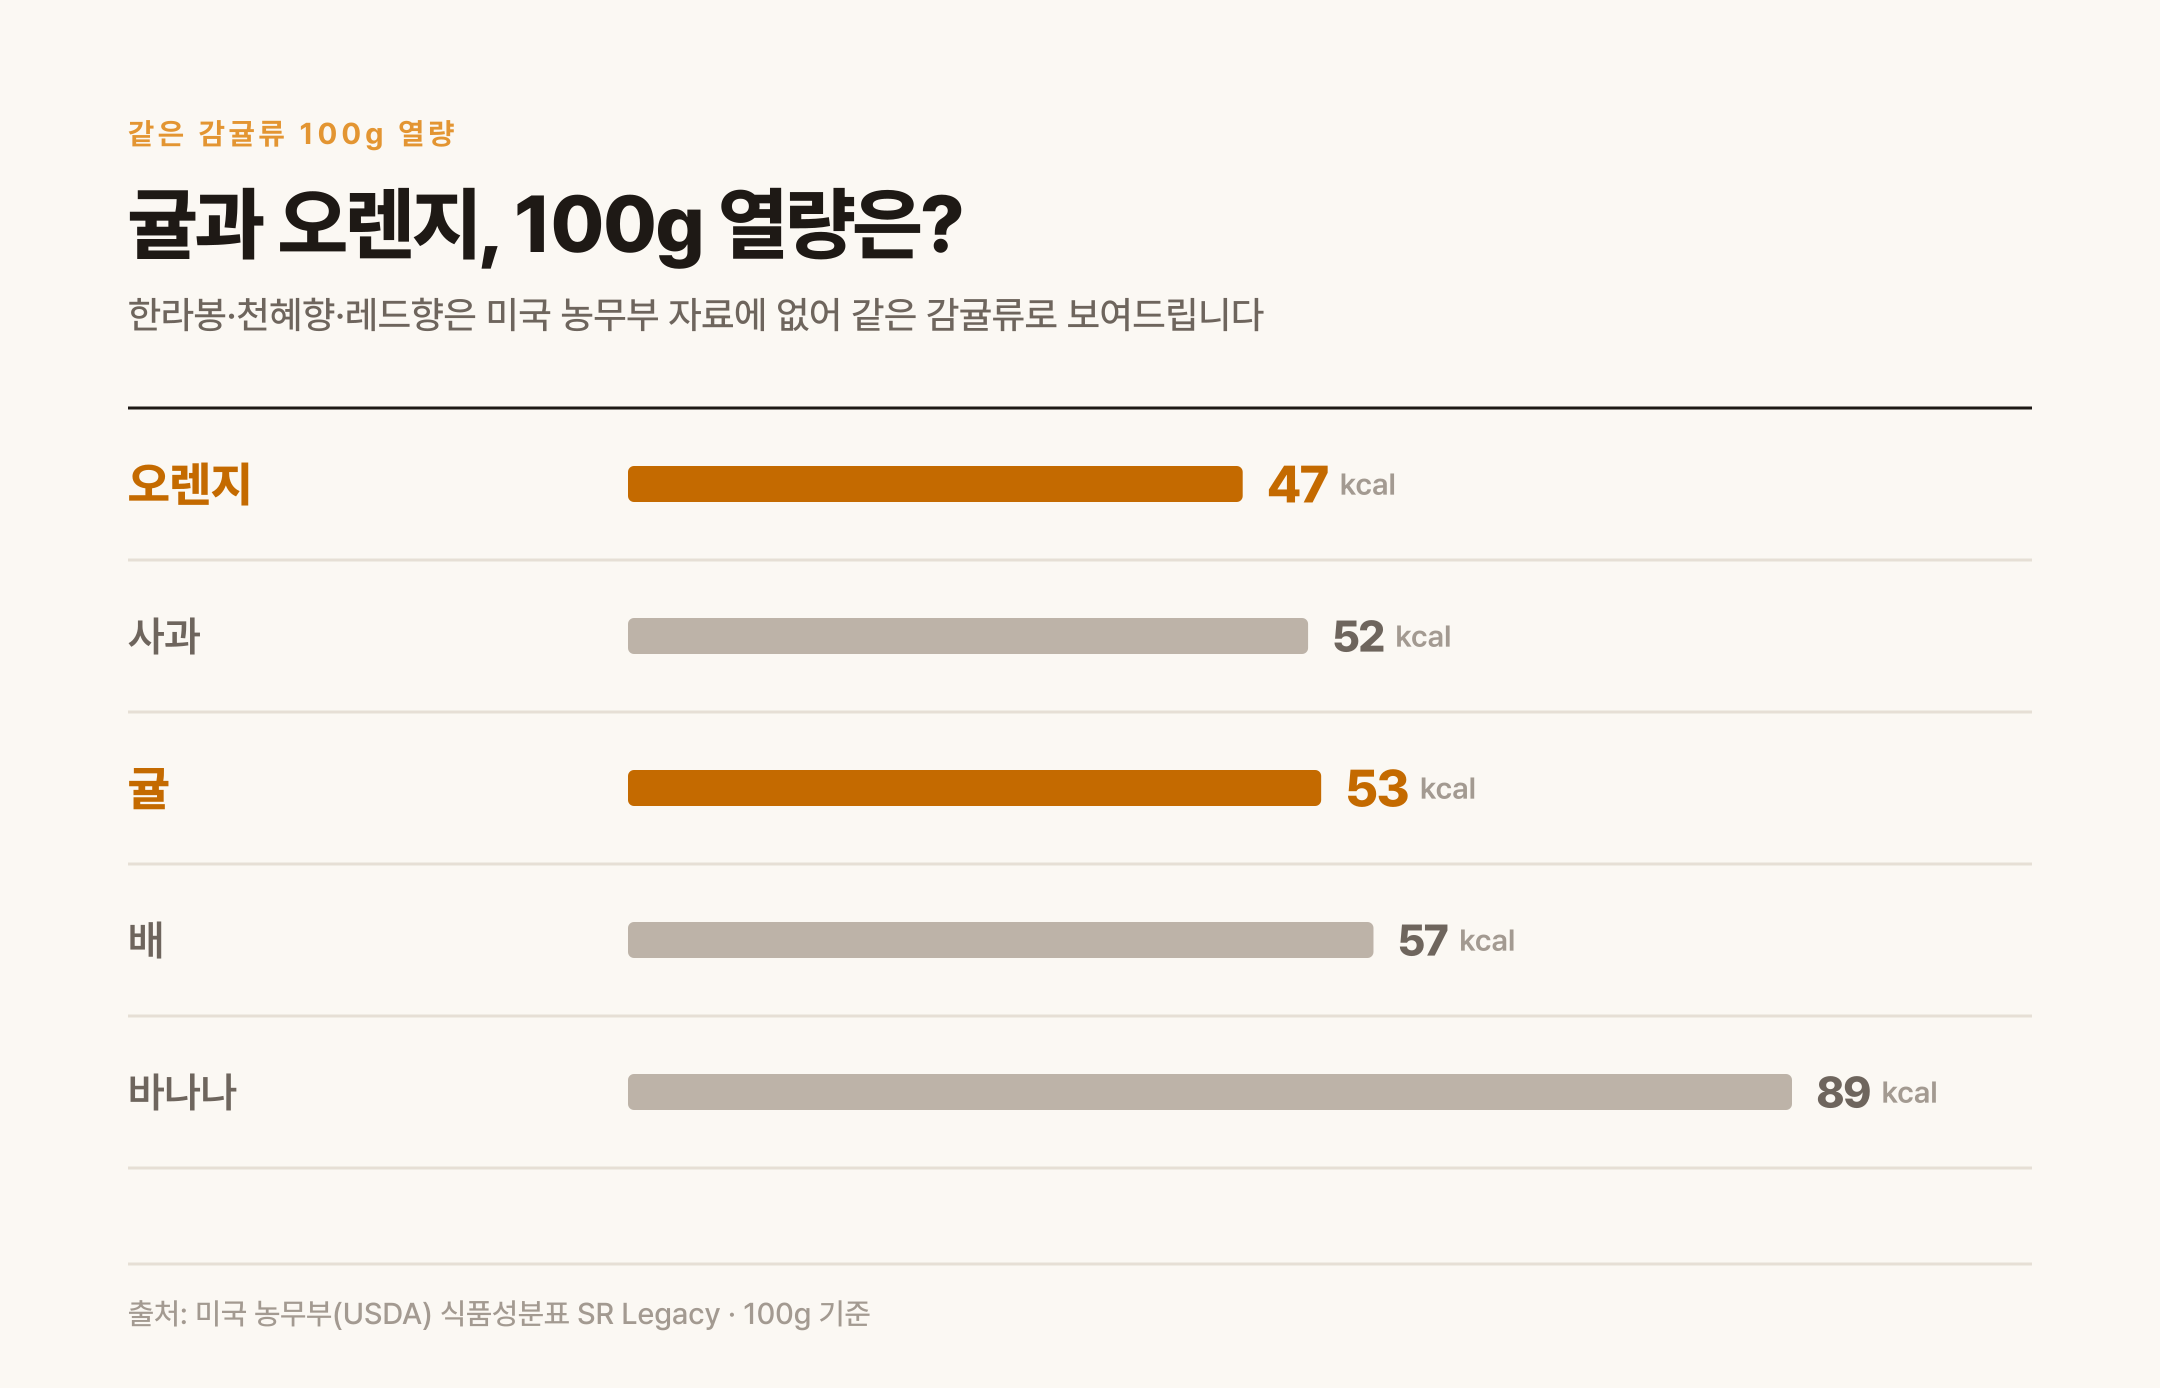 같은 감귤류 100g 열량
귤과 오렌지, 100g 열량은?
한라봉·천혜향·레드향은 미국 농무부 자료에 없어 같은 감귤류로 보여드립니다
오렌지 47 kcal
사과 52 kcal
귤 53 kcal
배 57 kcal
바나나 89 kcal
출처: 미국 농무부(USDA) 식품성분표 SR Legacy · 100g 기준